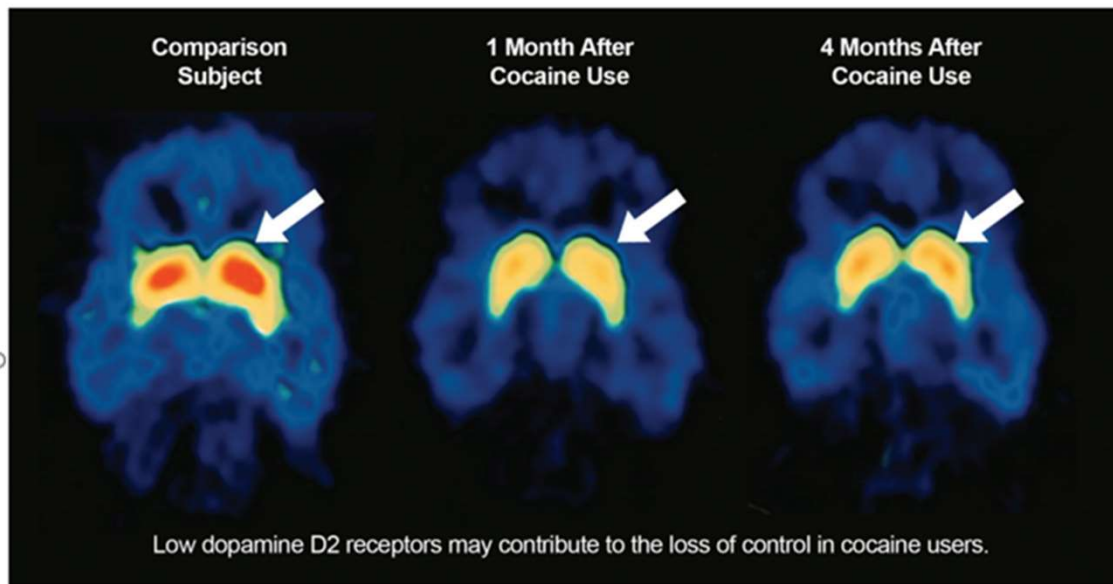 Comparison
Subject
1 Month After
Cocaine Use
4 Months After
Cocaine Use
Low dopamine D2 receptors may contribute to the loss of control in cocaine users.